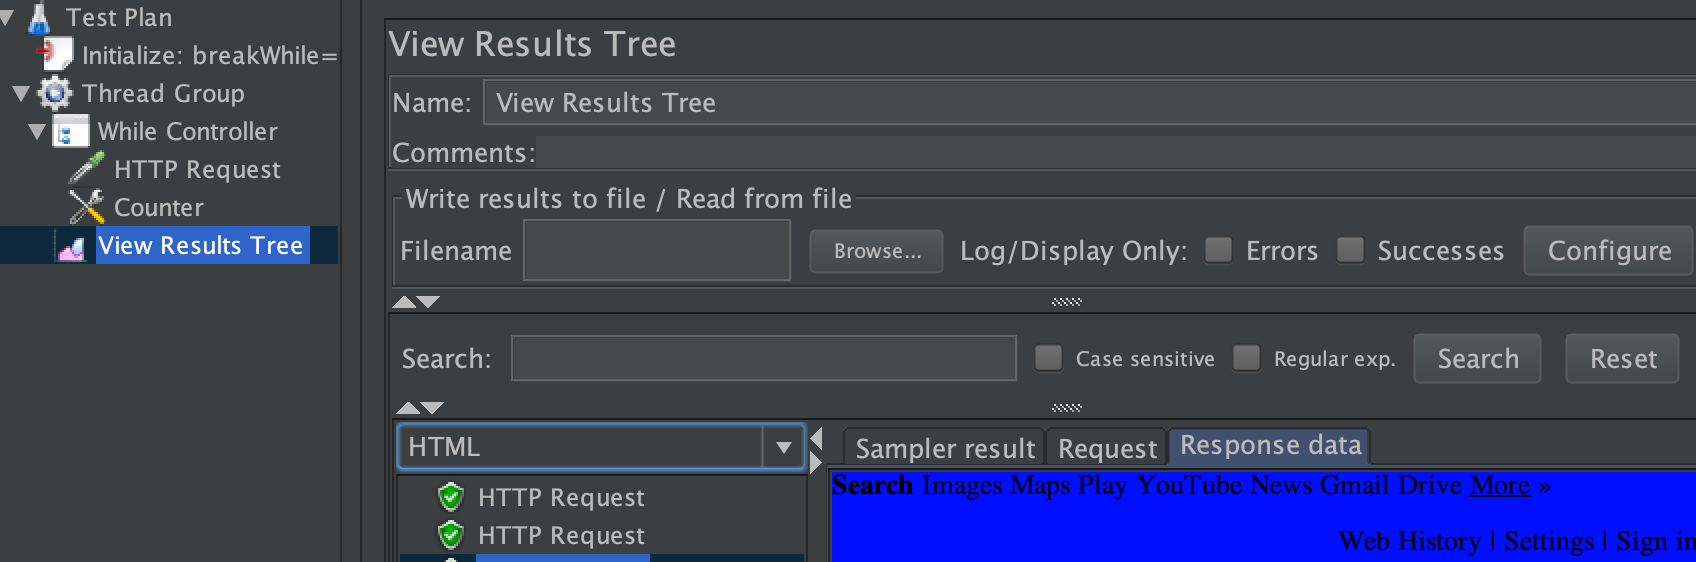 Test Plan
Initialize: breakWhile=
Thread Group
While Controller
HTTP Request
Counter
View Results Tree
View Results Tree
Name: View Results Tree
Comments:
Write results to file / Read from file
Filename Browse... Log/Display Only: Errors Successes Configure
Search: Case sensitive Regular exp. Search Reset
HTML
HTTP Request
HTTP Request
Sampler result Request Response data
Search Images Maps Play YouTube News Gmail Drive More »
Web History | Settings | Sign in